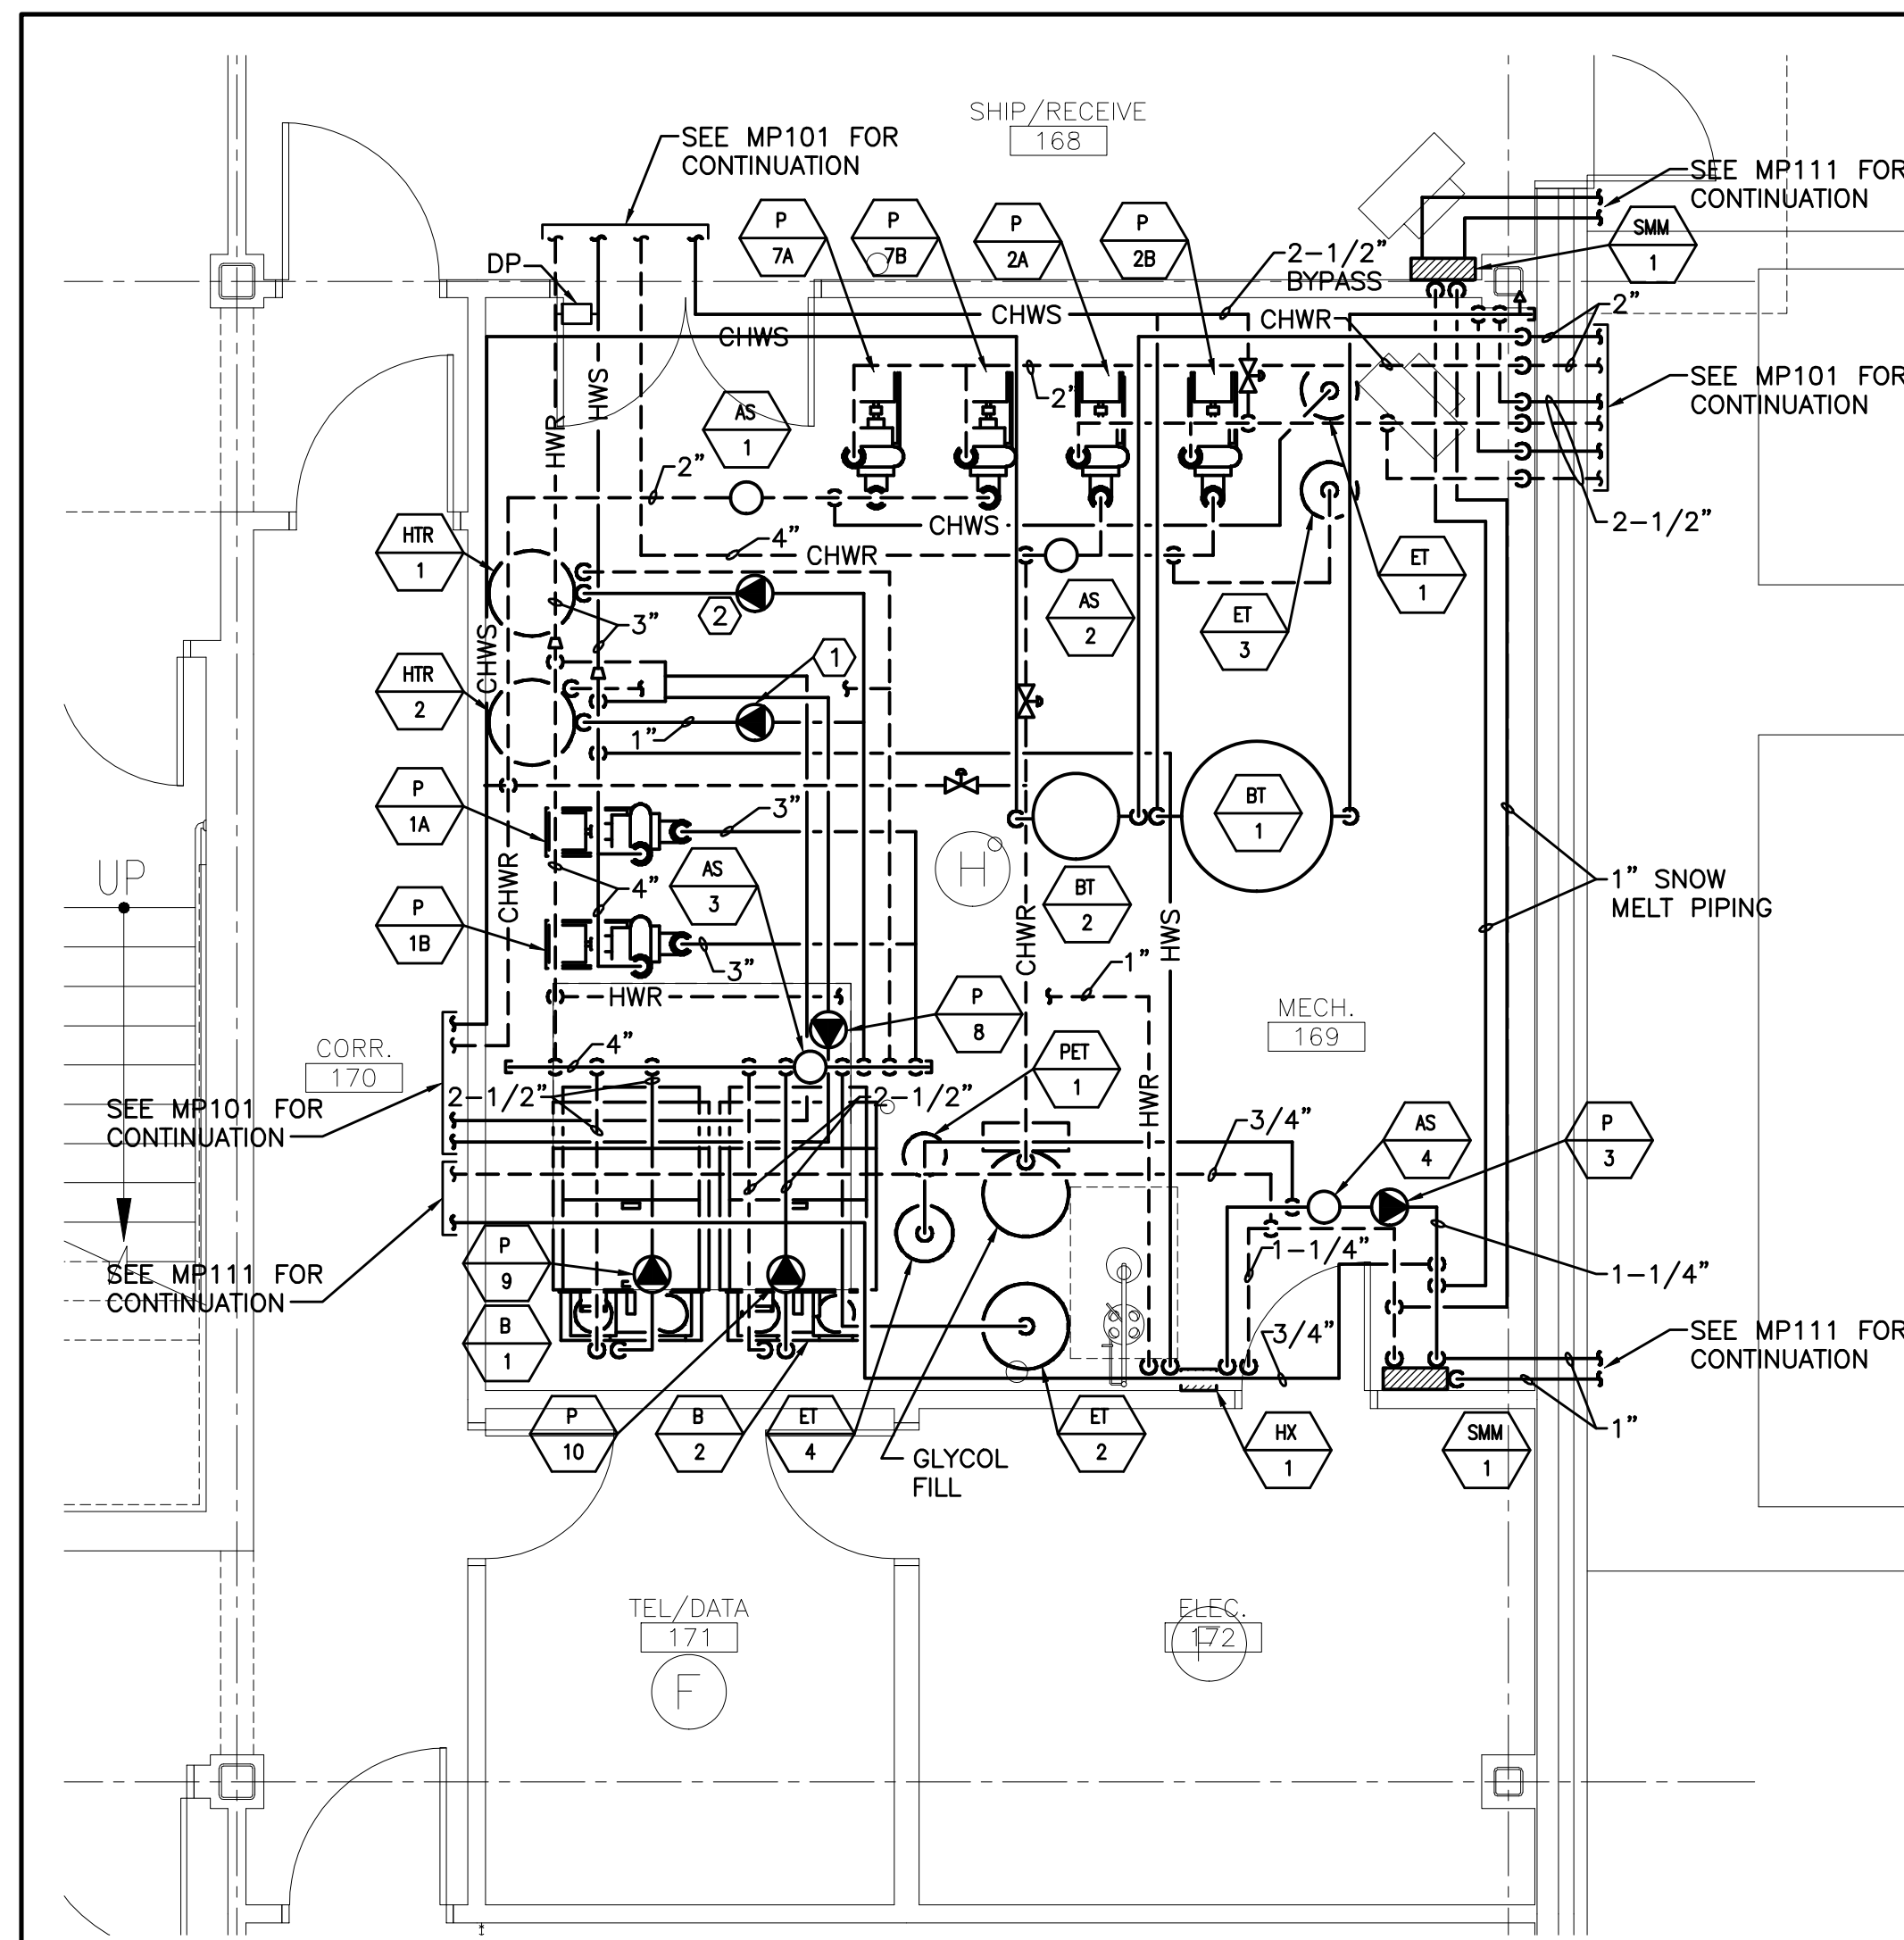 SHIP/RECEIVE
168
SEE MP101 FOR
CONTINUATION
SEE MP111 FOR
CONTINUATION
P
7A
P
7B
P
2A
P
2B
SMM
1
DP
2-1/2"
BYPASS
CHWS
CHWS
CHWR
2"
SEE MP101 FOR
CONTINUATION
HWS
HWR
AS
1
2"
2"
CHWS
2-1/2"
HTR
1
4"
CHWR
ET
1
AS
2
ET
3
2
3"
CHWS
1
HTR
2
1"
P
1A
3"
BT
1
AS
3
H
UP
4"
CHWR
BT
2
1" SNOW
MELT PIPING
P
1B
HWS
CHWR
3"
1"
HWR
P
8
MECH.
169
CORR.
170
4"
PET
1
HWR
2-1/2"
2-1/2"
SEE MP101 FOR
CONTINUATION
3/4"
AS
4
P
3
P
9
1-1/4"
1-1/4"
SEE MP111 FOR
CONTINUATION
B
1
3/4"
SEE MP111 FOR
CONTINUATION
P
10
B
2
ET
4
GLYCOL
FILL
ET
2
HX
1
SMM
1
1"
TEL/DATA
171
F
ELEC.
172
F